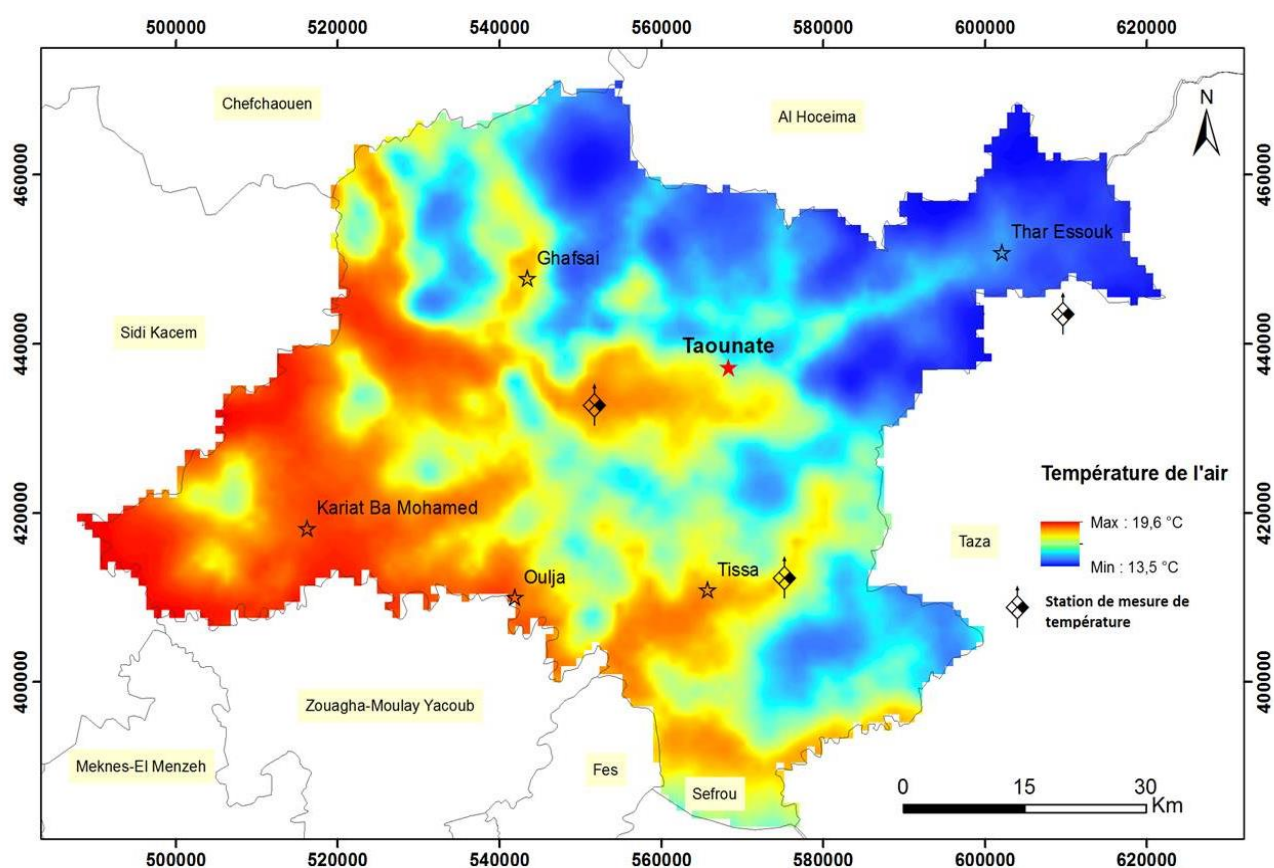 500000 520000 540000 560000 580000 600000 620000
N
Chefchaouen
Al Hoceima
460000 460000
Thar Essouk
Ghafsai
Sidi Kacem
440000 440000
Taounate
Température de l'air
Max : 19,6 °C
Min : 13,5 °C
Kariat Ba Mohamed
420000 420000
Taza
Tissa
Oulja
Station de mesure de
température
400000 400000
Zouagha-Moulay Yacoub
Meknes-El Menzeh
Fes
Sefrou
0 15 30
Km
500000 520000 540000 560000 580000 600000 620000